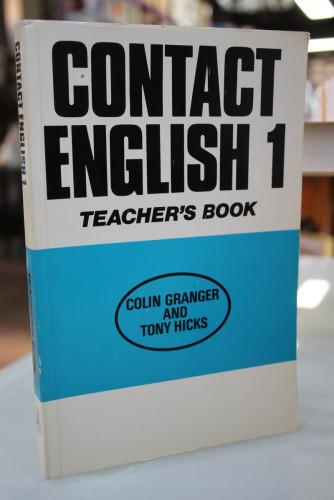 CONTACT
ENGLISH 1
TEACHER'S BOOK
COLIN GRANGER
AND
TONY HICKS
CONTACT ENGLISH 1